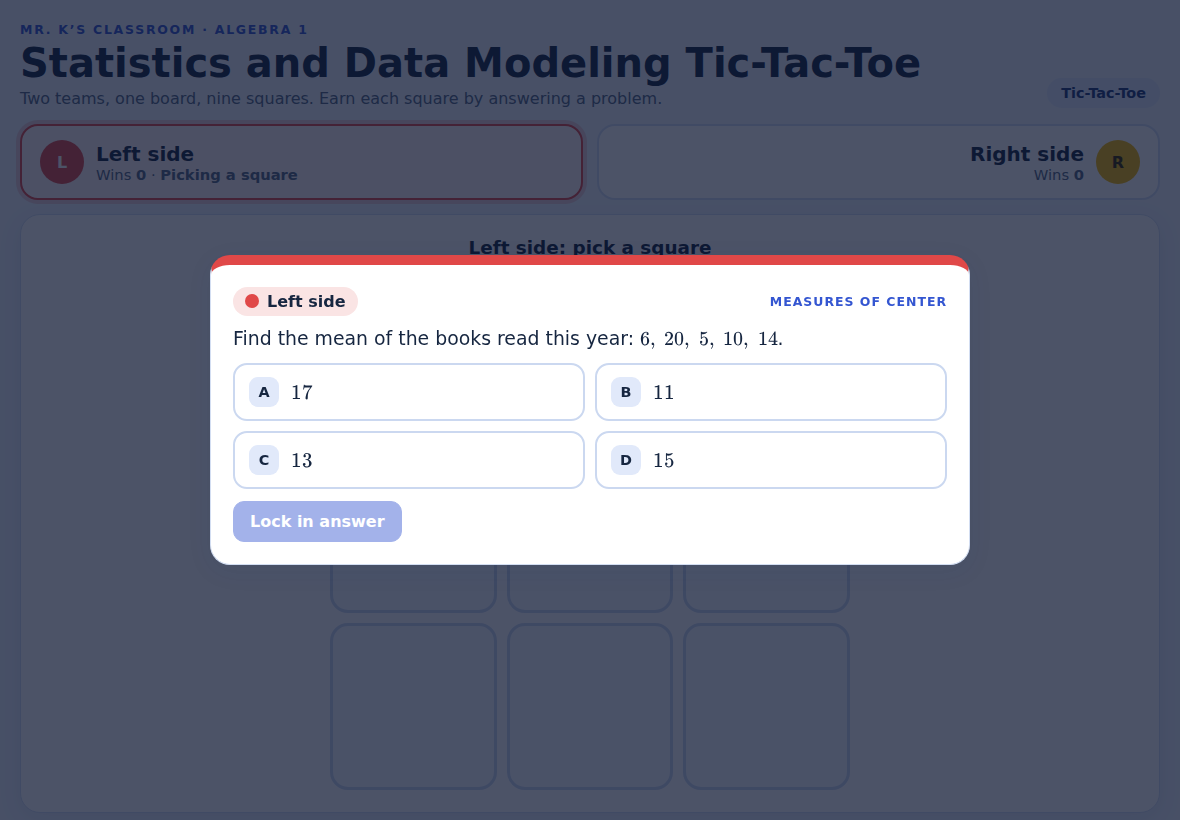 MR. K’S CLASSROOM · ALGEBRA 1
Statistics and Data Modeling Tic-Tac-Toe
Two teams, one board, nine squares. Earn each square by answering a problem.
Tic-Tac-Toe
L
Left side
Wins 0 · Picking a square
Right side
Wins 0
R
Left side: pick a square
Left side
MEASURES OF CENTER
Find the mean of the books read this year: 6, 20, 5, 10, 14.
A 17
B 11
C 13
D 15
Lock in answer